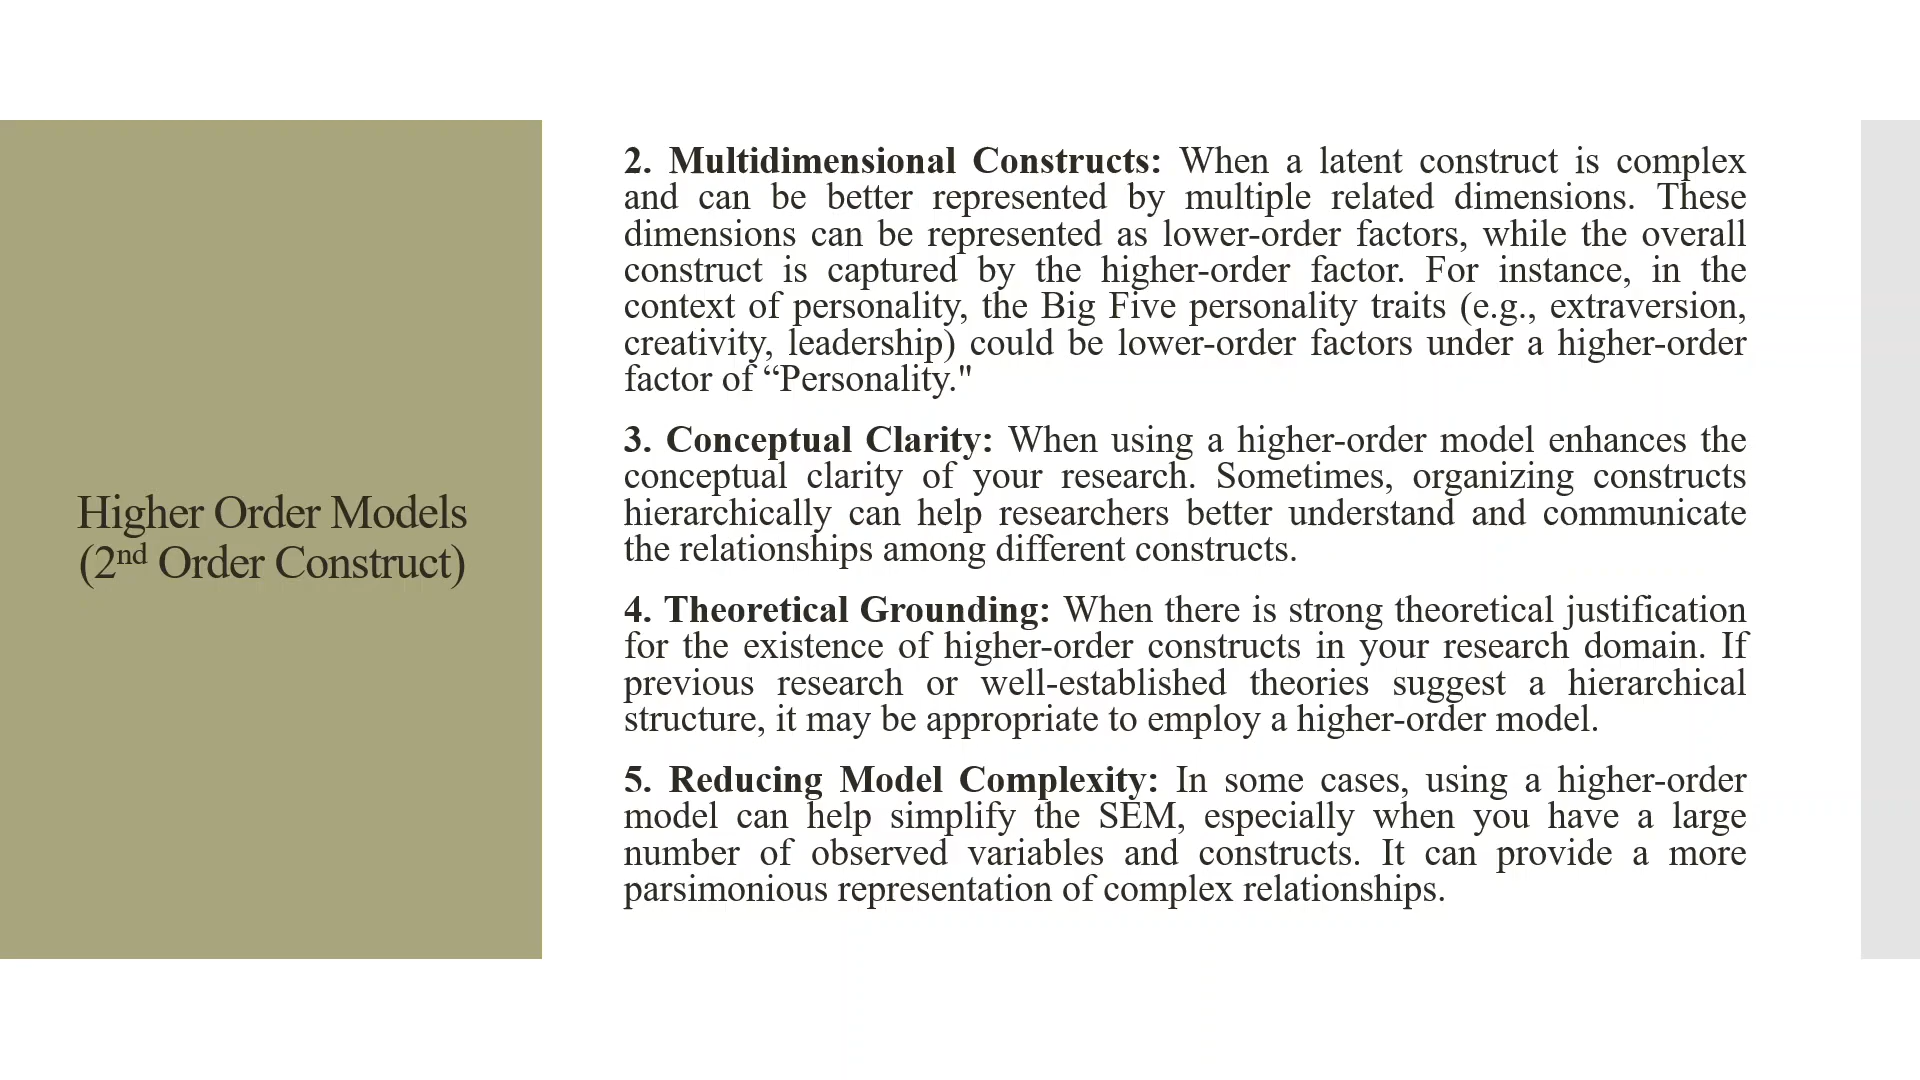 Higher Order Models
(2nd Order Construct)
2. Multidimensional Constructs: When a latent construct is complex
and can be better represented by multiple related dimensions. These
dimensions can be represented as lower-order factors, while the overall
construct is captured by the higher-order factor. For instance, in the
context of personality, the Big Five personality traits (e.g., extraversion,
creativity, leadership) could be lower-order factors under a higher-order
factor of “Personality."
3. Conceptual Clarity: When using a higher-order model enhances the
conceptual clarity of your research. Sometimes, organizing constructs
hierarchically can help researchers better understand and communicate
the relationships among different constructs.
4. Theoretical Grounding: When there is strong theoretical justification
for the existence of higher-order constructs in your research domain. If
previous research or well-established theories suggest a hierarchical
structure, it may be appropriate to employ a higher-order model.
5. Reducing Model Complexity: In some cases, using a higher-order
model can help simplify the SEM, especially when you have a large
number of observed variables and constructs. It can provide a more
parsimonious representation of complex relationships.